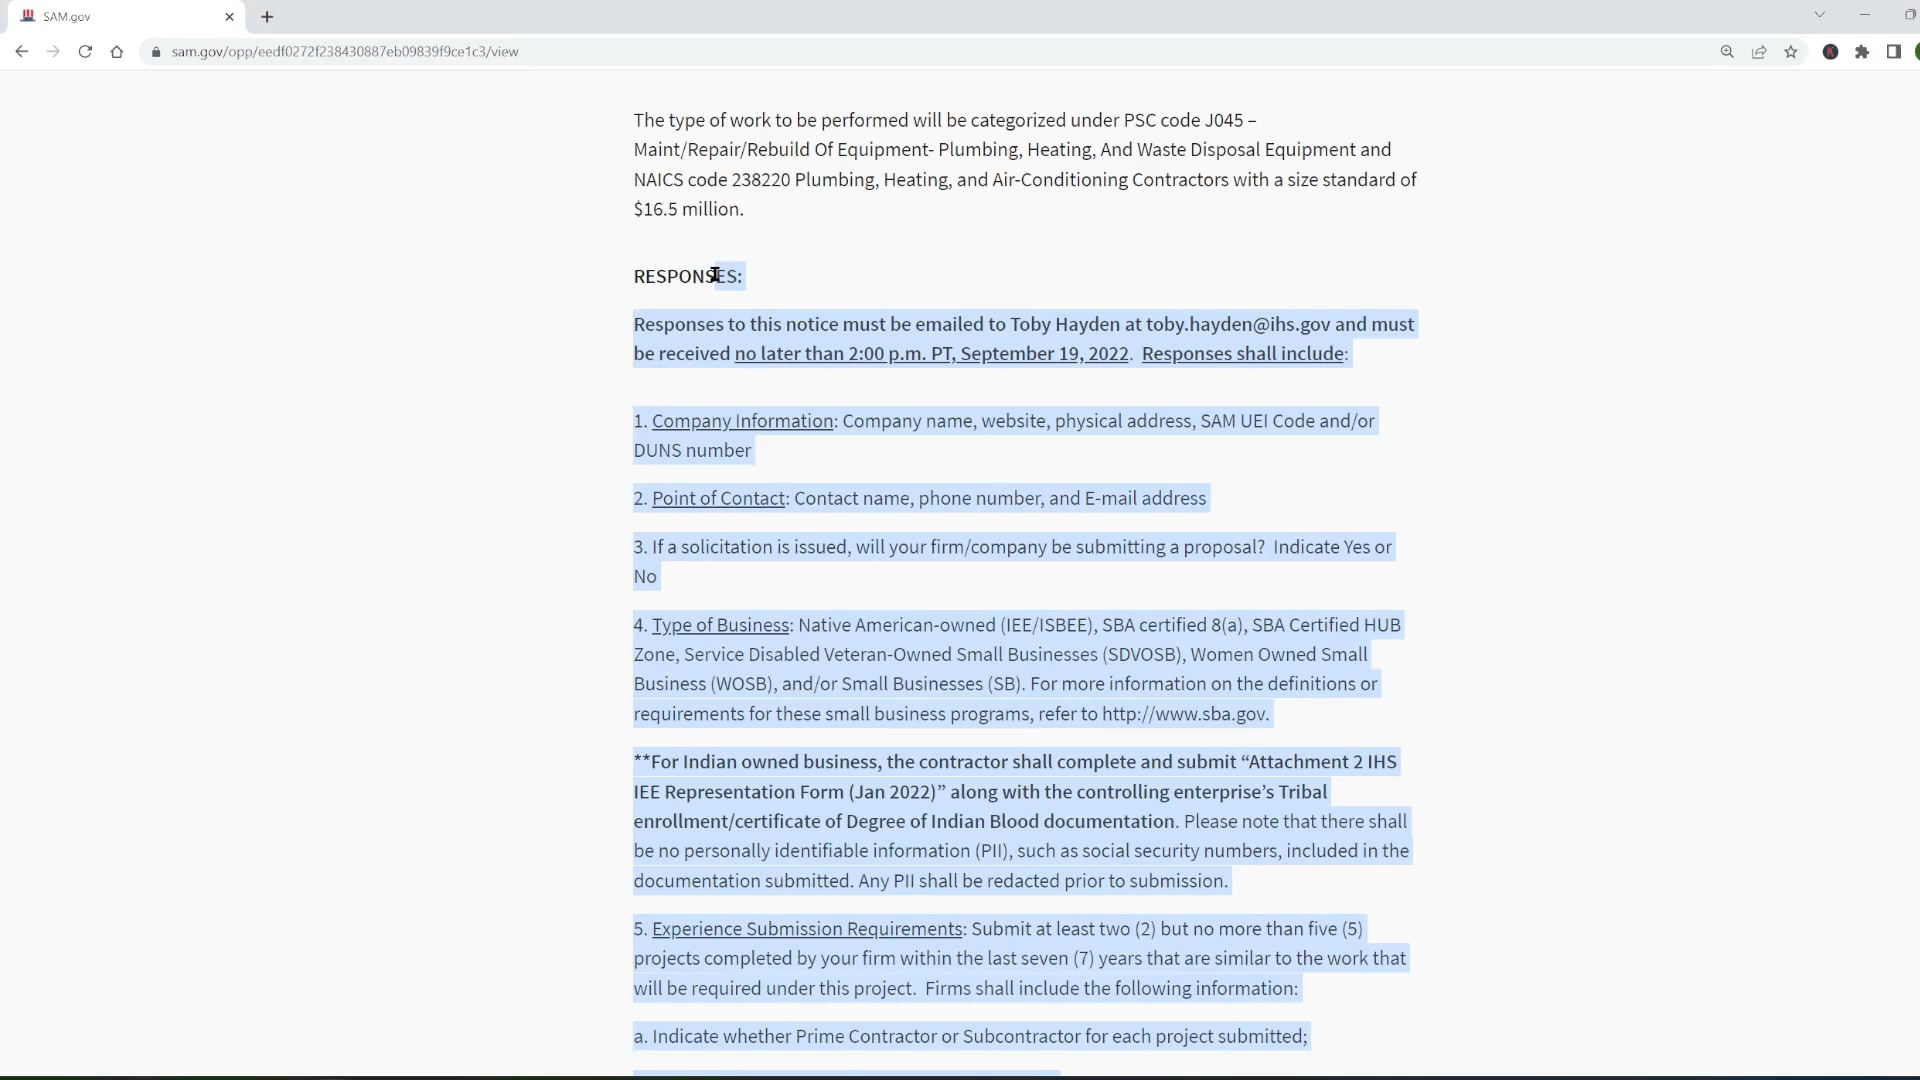 SAM.gov
sam.gov/opp/eedf0272f238430887eb09839f9ce1c3/view
K
The type of work to be performed will be categorized under PSC code J045 –
Maint/Repair/Rebuild Of Equipment- Plumbing, Heating, And Waste Disposal Equipment and
NAICS code 238220 Plumbing, Heating, and Air-Conditioning Contractors with a size standard of
$16.5 million.
RESPONSES:
Responses to this notice must be emailed to Toby Hayden at toby.hayden@ihs.gov and must
be received no later than 2:00 p.m. PT, September 19, 2022.  Responses shall include:
1. Company Information: Company name, website, physical address, SAM UEI Code and/or
DUNS number
2. Point of Contact: Contact name, phone number, and E-mail address
3. If a solicitation is issued, will your firm/company be submitting a proposal?  Indicate Yes or
No
4. Type of Business: Native American-owned (IEE/ISBEE), SBA certified 8(a), SBA Certified HUB
Zone, Service Disabled Veteran-Owned Small Businesses (SDVOSB), Women Owned Small
Business (WOSB), and/or Small Businesses (SB). For more information on the definitions or
requirements for these small business programs, refer to http://www.sba.gov.
**For Indian owned business, the contractor shall complete and submit “Attachment 2 IHS
IEE Representation Form (Jan 2022)” along with the controlling enterprise’s Tribal
enrollment/certificate of Degree of Indian Blood documentation. Please note that there shall
be no personally identifiable information (PII), such as social security numbers, included in the
documentation submitted. Any PII shall be redacted prior to submission.
5. Experience Submission Requirements: Submit at least two (2) but no more than five (5)
projects completed by your firm within the last seven (7) years that are similar to the work that
will be required under this project.  Firms shall include the following information:
a. Indicate whether Prime Contractor or Subcontractor for each project submitted;